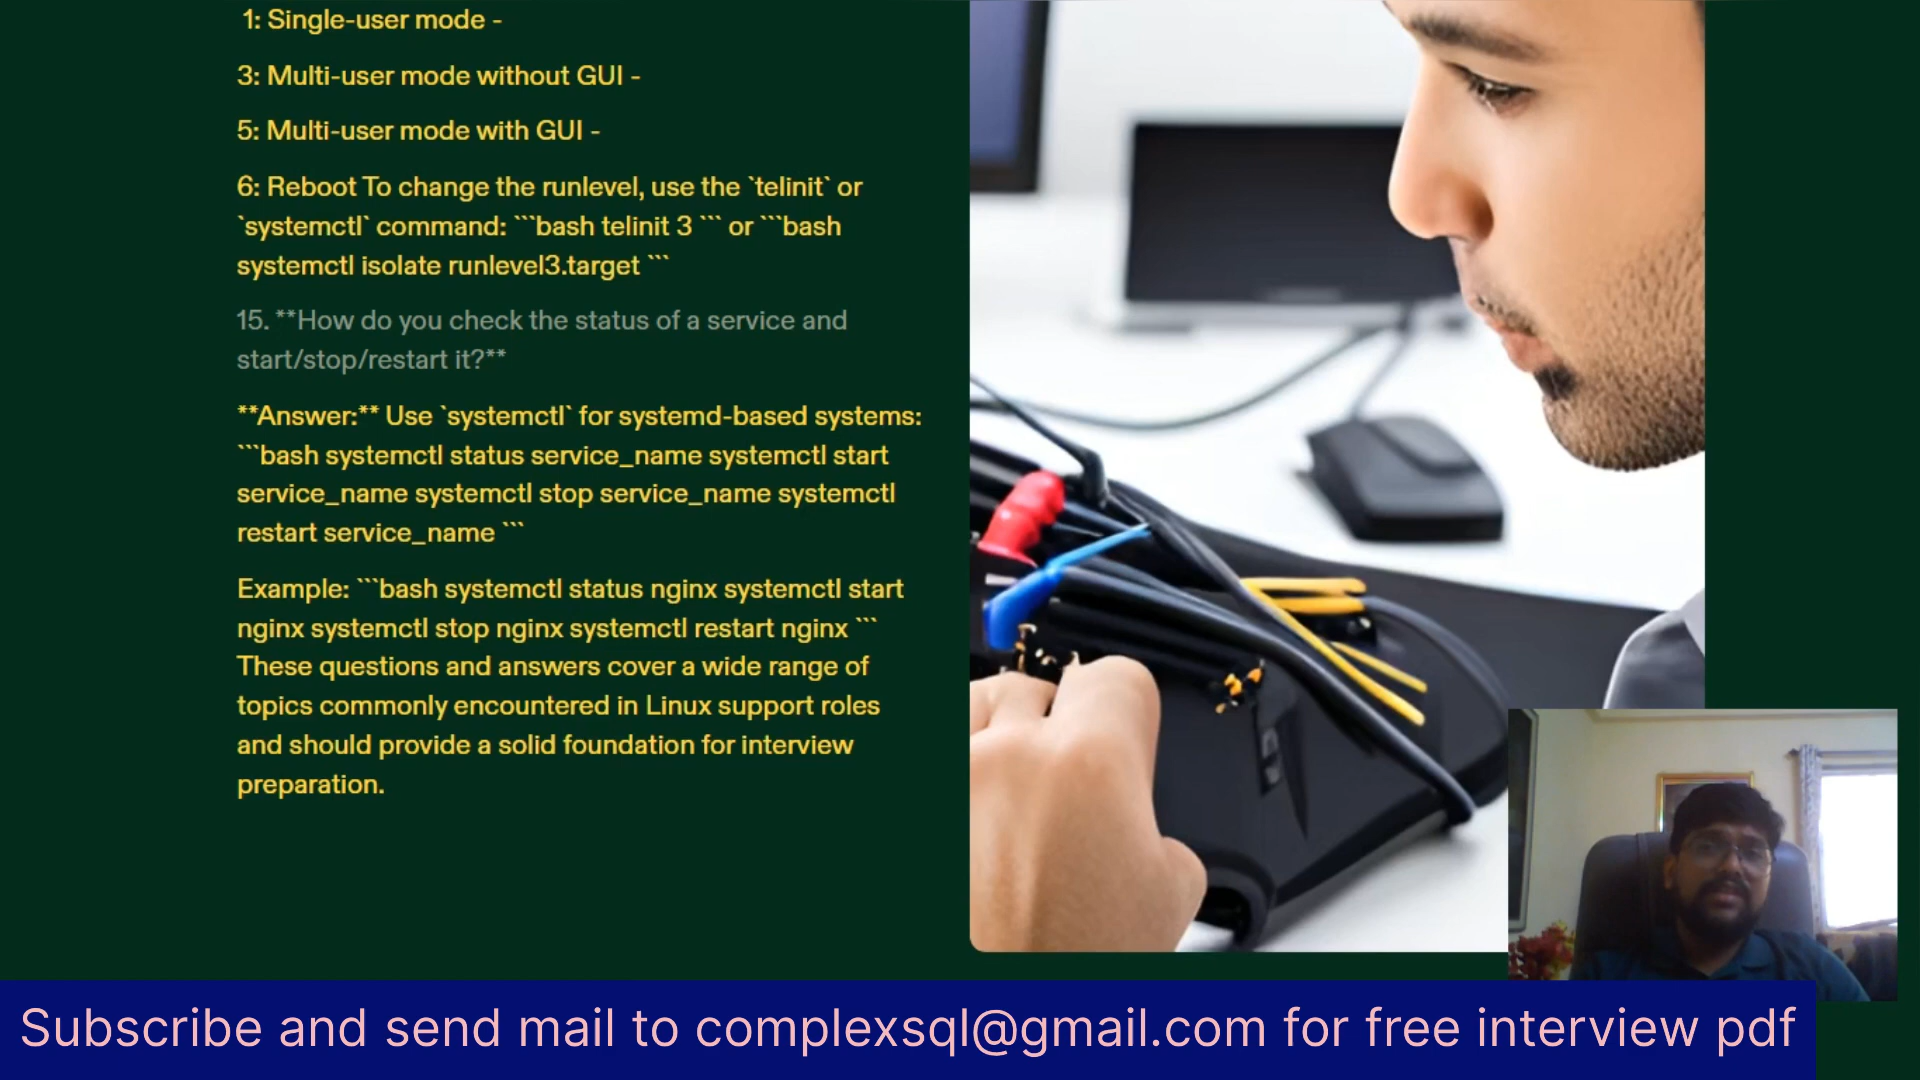 1: Single-user mode -
3: Multi-user mode without GUI -
5: Multi-user mode with GUI -
6: Reboot To change the runlevel, use the `telinit` or
`systemctl` command: ```bash telinit 3 ``` or ```bash
systemctl isolate runlevel3.target ```
15. **How do you check the status of a service and
start/stop/restart it?**
**Answer:** Use `systemctl` for systemd-based systems:
```bash systemctl status service_name systemctl start
service_name systemctl stop service_name systemctl
restart service_name ```
Example: ```bash systemctl status nginx systemctl start
nginx systemctl stop nginx systemctl restart nginx ```
These questions and answers cover a wide range of
topics commonly encountered in Linux support roles
and should provide a solid foundation for interview
preparation.
Subscribe and send mail to complexsql@gmail.com for free interview pdf